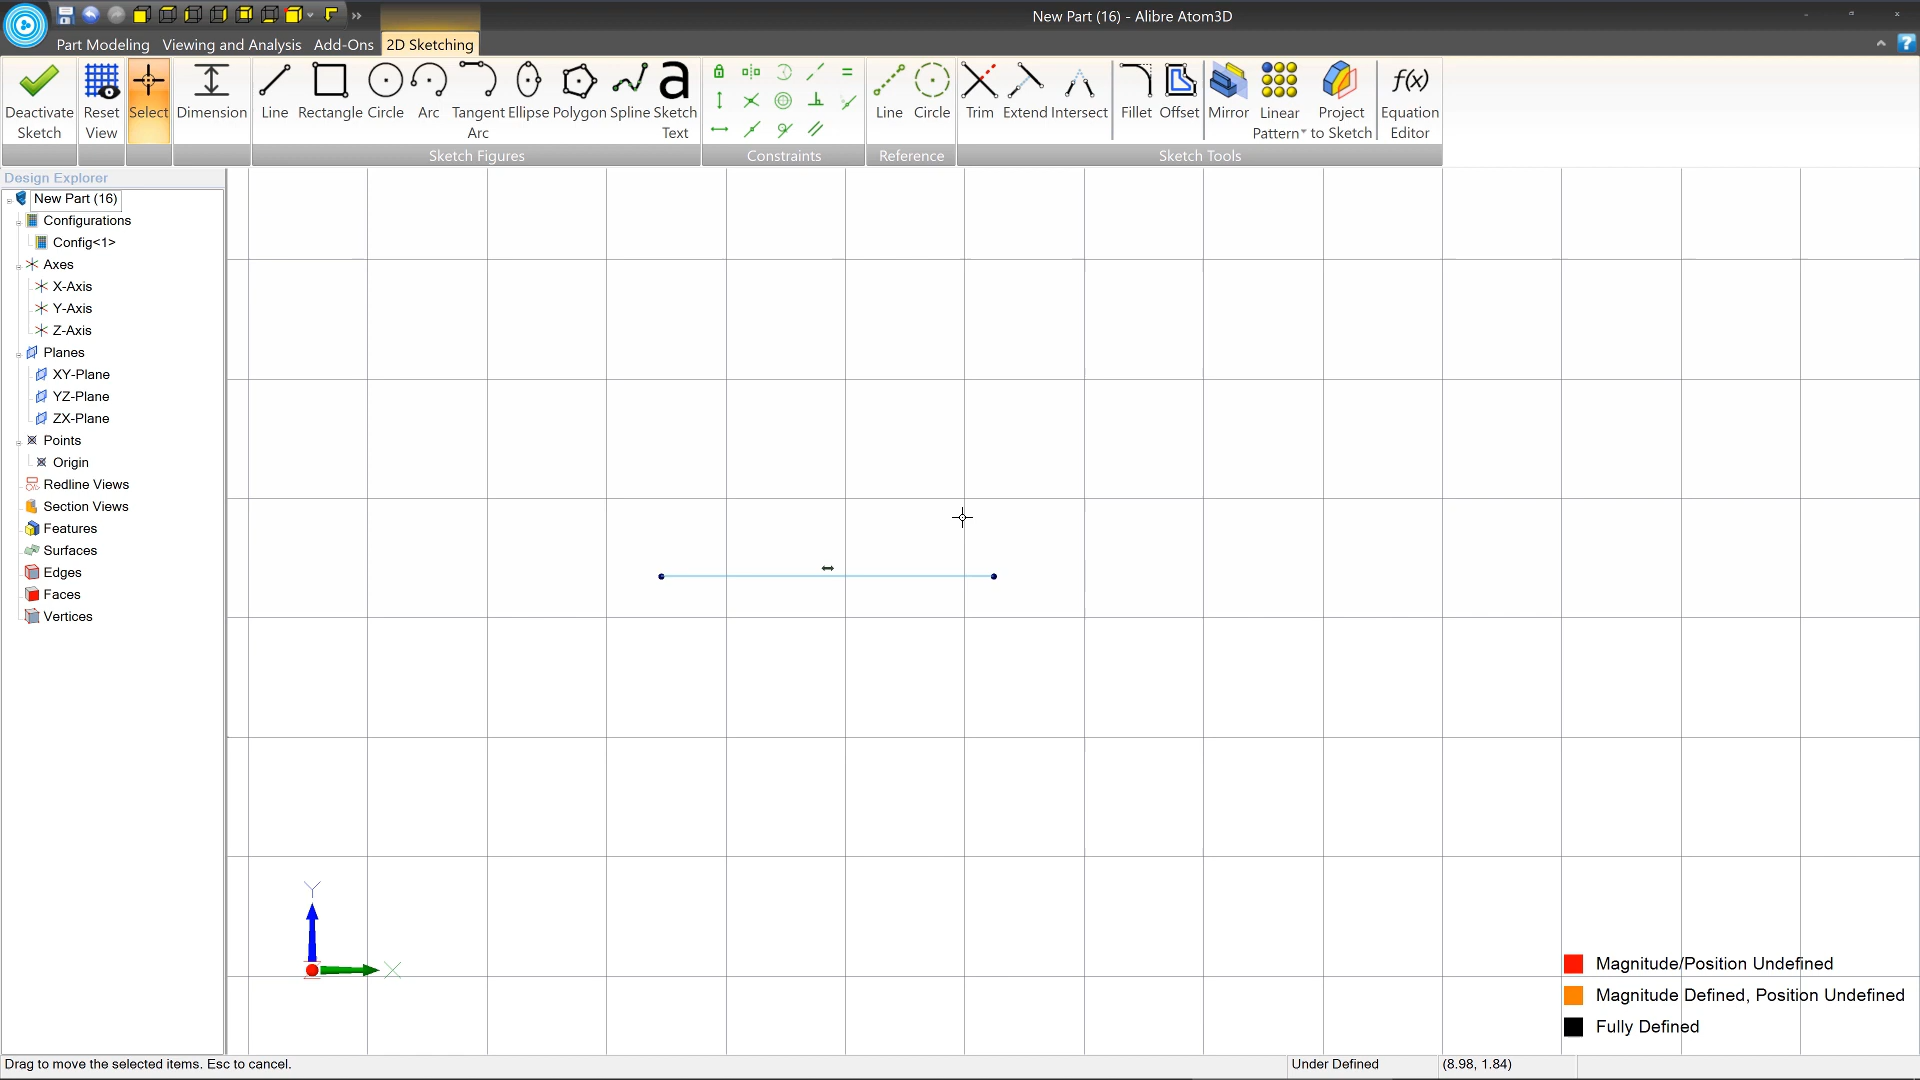 New Part (16) - Alibre Atom3D
Part Modeling Viewing and Analysis Add-Ons 2D Sketching
Deactivate Sketch
Reset View
Select
Dimension
Line
Rectangle
Circle
Arc
Tangent Arc
Ellipse
Polygon
Spline
a
Sketch Text
Line
Circle
Trim
Extend
Intersect
Fillet
Offset
Mirror
Linear Pattern
Project to Sketch
f(x)
Equation Editor
Sketch Figures
Constraints
Reference
Sketch Tools
Design Explorer
New Part (16)
Configurations
Config<1>
Axes
X-Axis
Y-Axis
Z-Axis
Planes
XY-Plane
YZ-Plane
ZX-Plane
Points
Origin
Redline Views
Section Views
Features
Surfaces
Edges
Faces
Vertices
Y
X
Magnitude/Position Undefined
Magnitude Defined, Position Undefined
Fully Defined
Drag to move the selected items. Esc to cancel.
Under Defined
(8.98, 1.84)